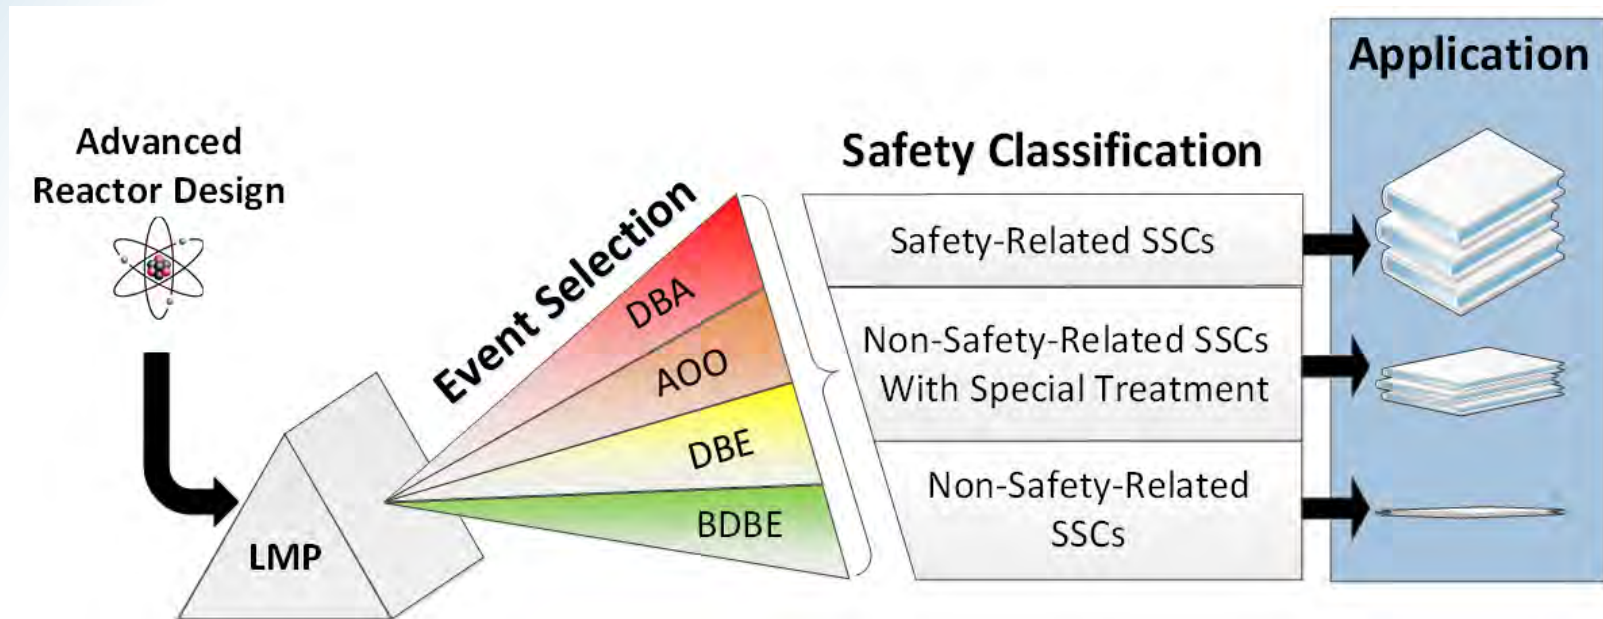 Advanced
Reactor Design
LMP
Event Selection
DBA
AOO
DBE
BDBE
Safety Classification
Safety-Related SSCs
Non-Safety-Related SSCs
With Special Treatment
Non-Safety-Related
SSCs
Application